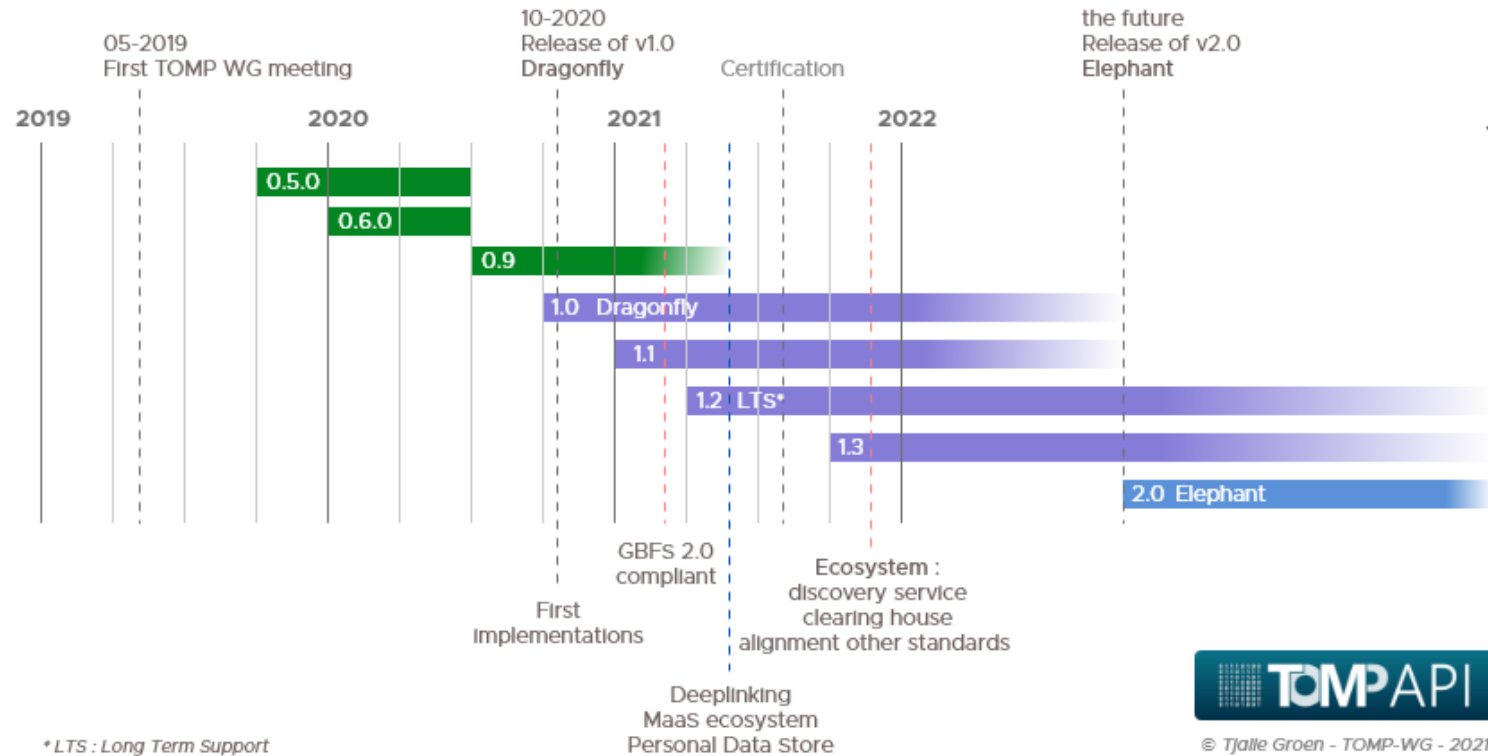 05-2019
First TOMP WG meeting
10-2020
Release of v1.0
Dragonfly
Certification
the future
Release of v2.0
Elephant
2019
2020
2021
2022
0.5.0
0.6.0
0.9
1.0 Dragonfly
1.1
1.2 LTS*
1.3
2.0 Elephant
First
implementations
GBFS 2.0
compliant
Deeplinking
MaaS ecosystem
Personal Data Store
Ecosystem :
discovery service
clearing house
alignment other standards
TOMP API
* LTS : Long Term Support
© Tjalle Groen - TOMP-WG - 2021